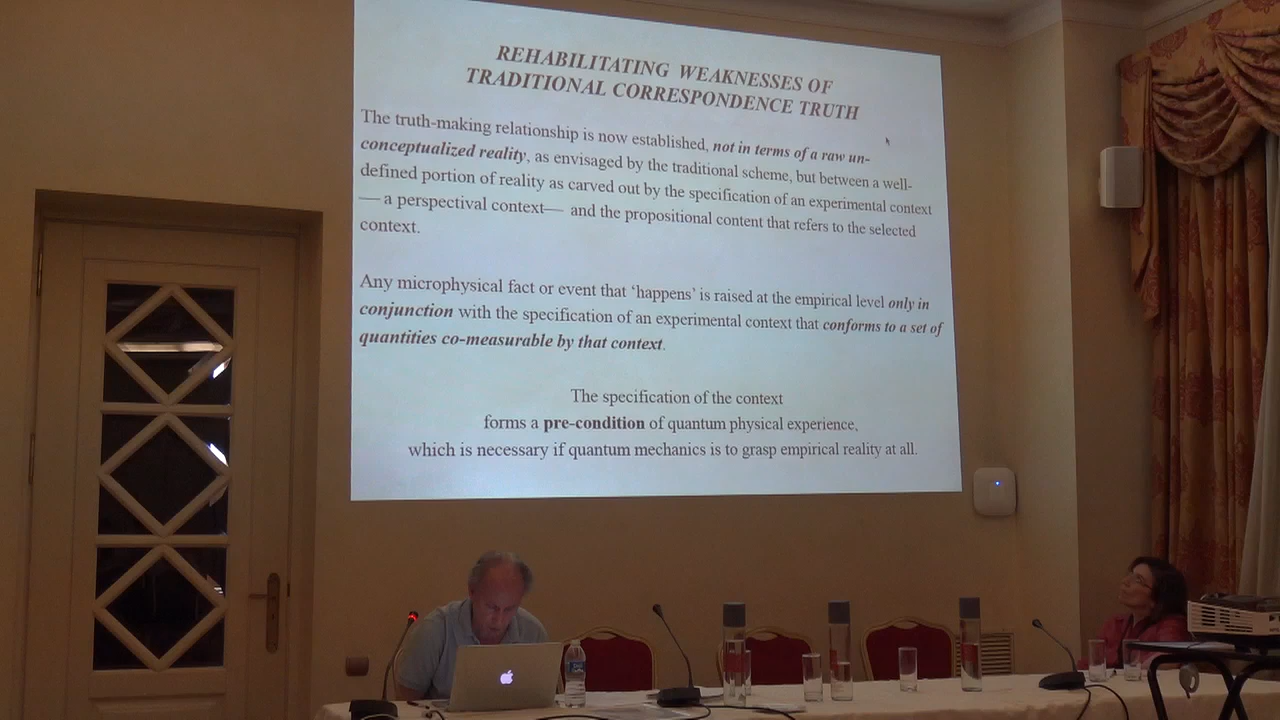 REHABILITATING WEAKNESSES OF
TRADITIONAL CORRESPONDENCE TRUTH
The truth-making relationship is now established, not in terms of a raw un-
conceptualized reality, as envisaged by the traditional scheme, but between a well-
defined portion of reality as carved out by the specification of an experimental context
— a perspectival context— and the propositional content that refers to the selected
context.
Any microphysical fact or event that ‘happens’ is raised at the empirical level only in
conjunction with the specification of an experimental context that conforms to a set of
quantities co-measurable by that context.
The specification of the context
forms a pre-condition of quantum physical experience,
which is necessary if quantum mechanics is to grasp empirical reality at all.